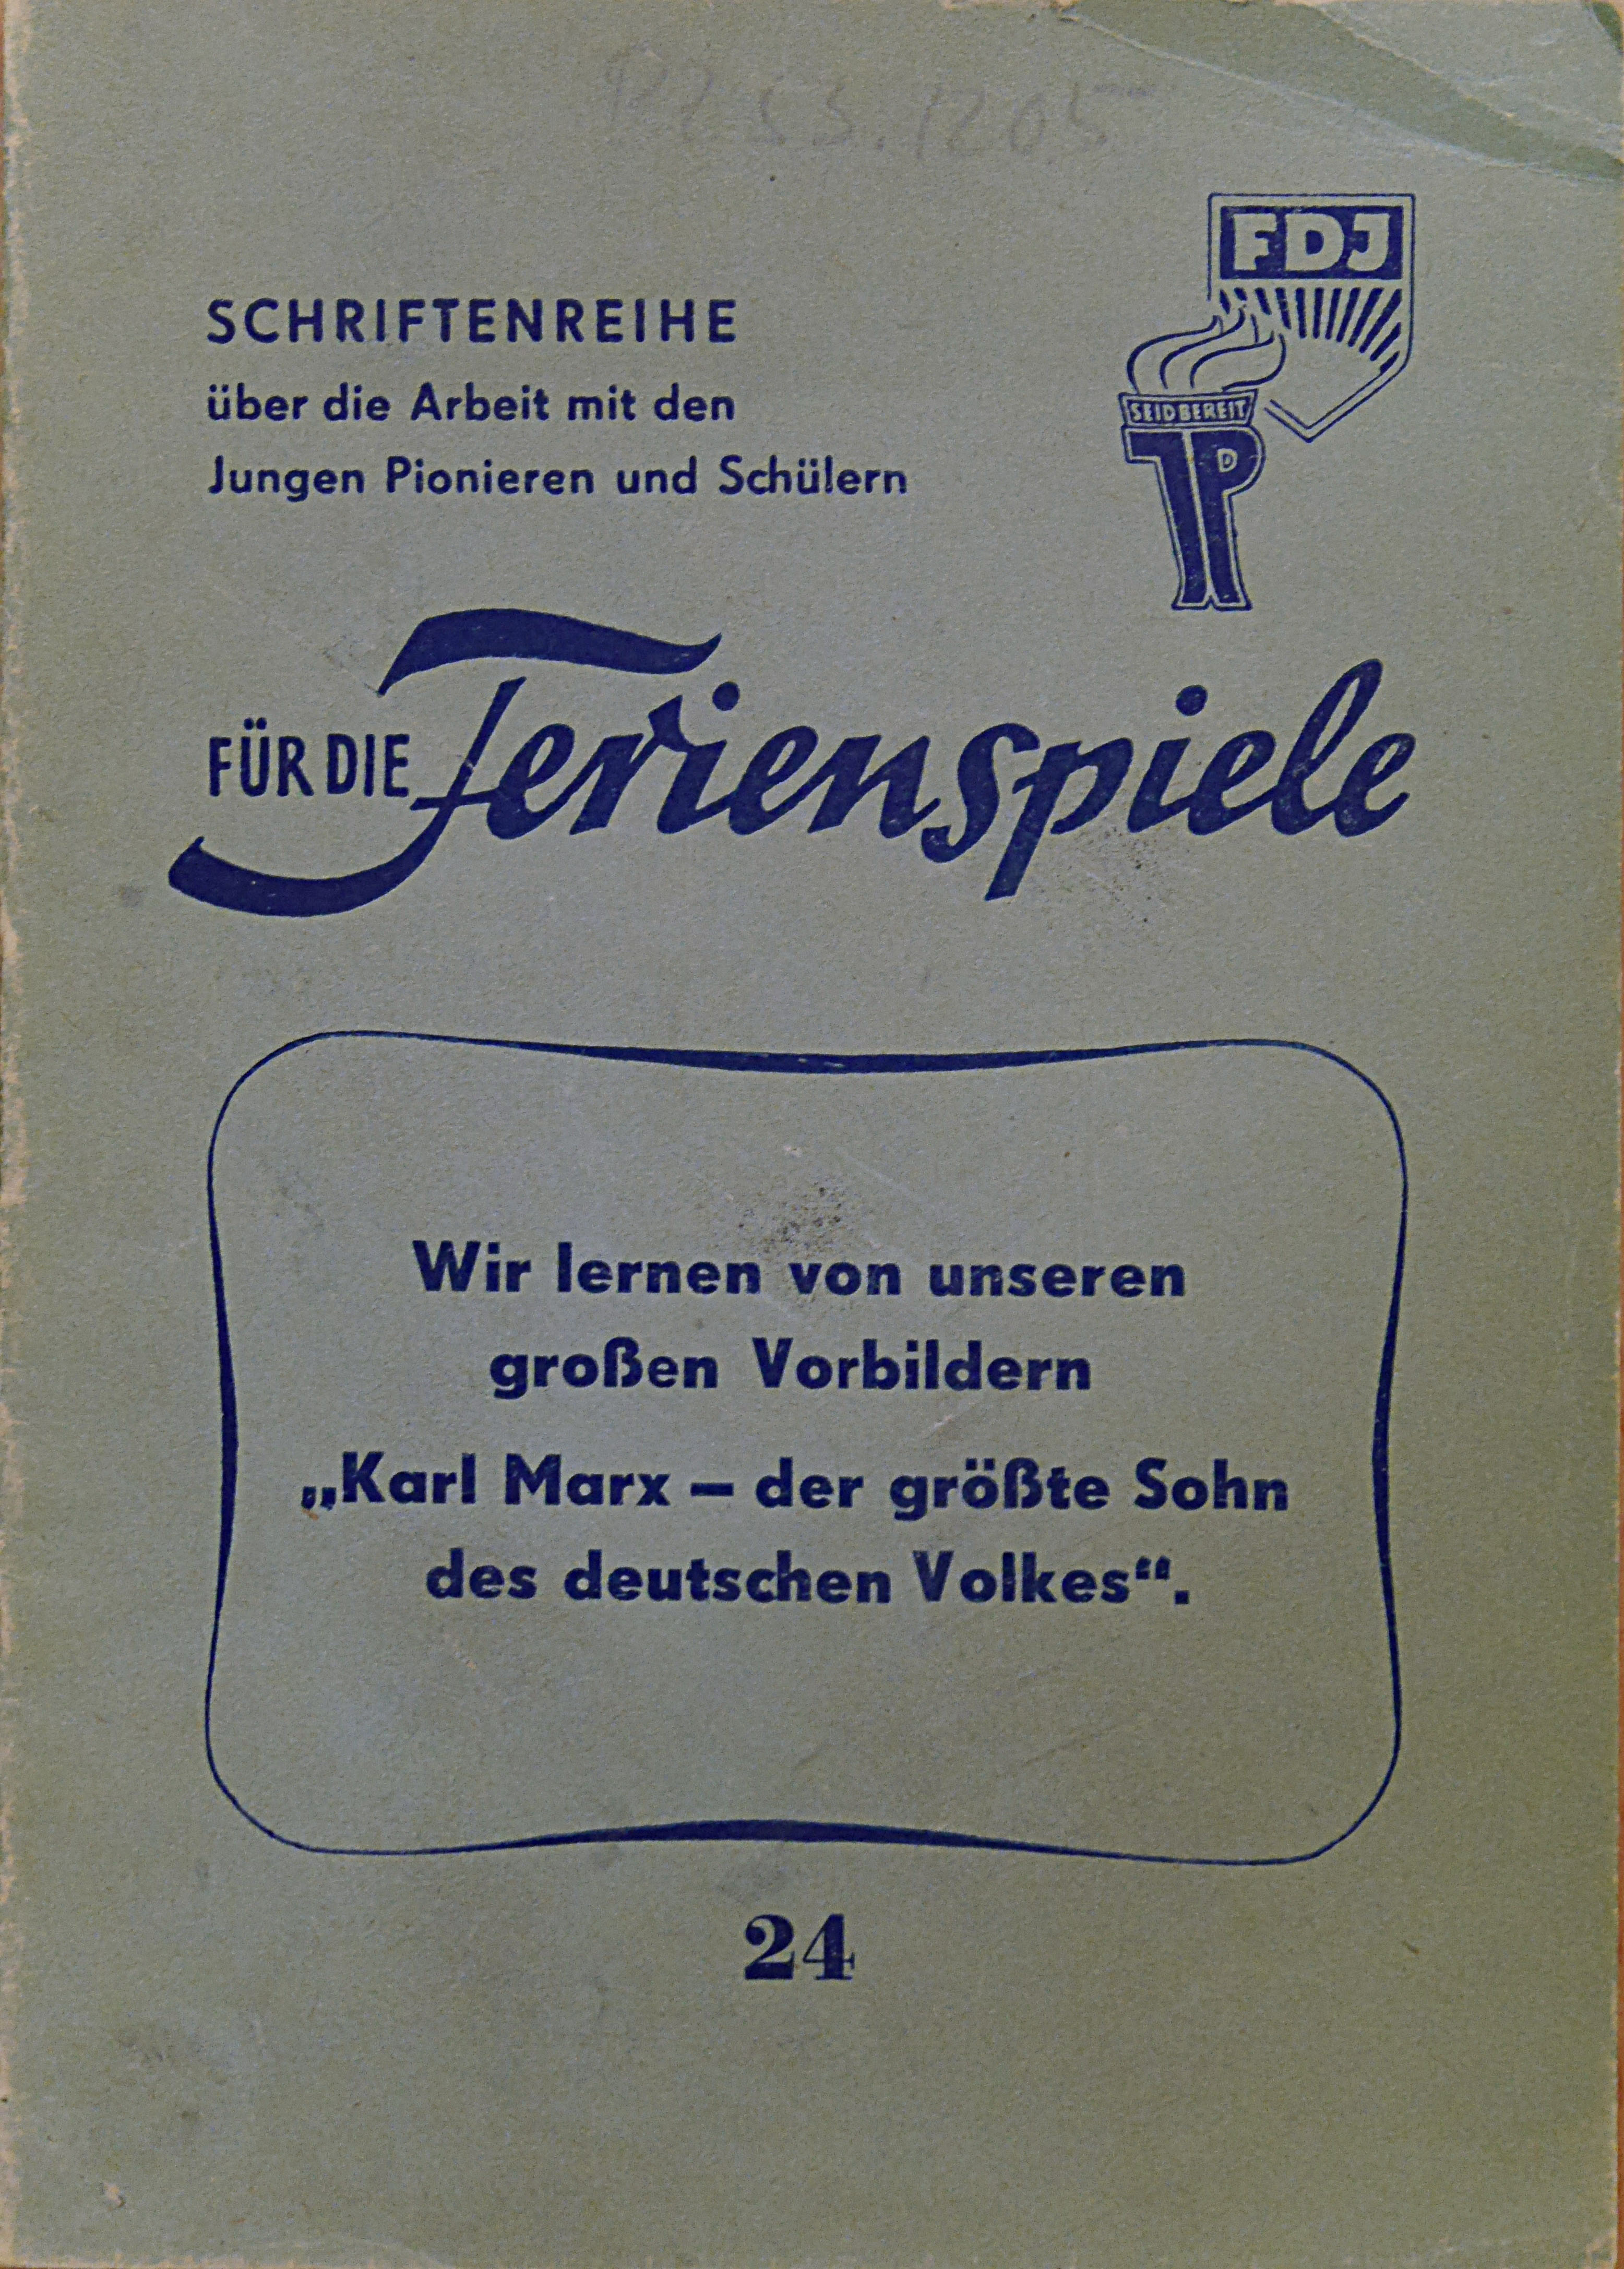 SCHRIFTENREIHE
über die Arbeit mit den
Jungen Pionieren und Schülern
FDJ
SEID BEREIT
JP
FÜR DIE Ferienspiele
Wir lernen von unseren
großen Vorbildern
„Karl Marx – der größte Sohn
des deutschen Volkes“.
24